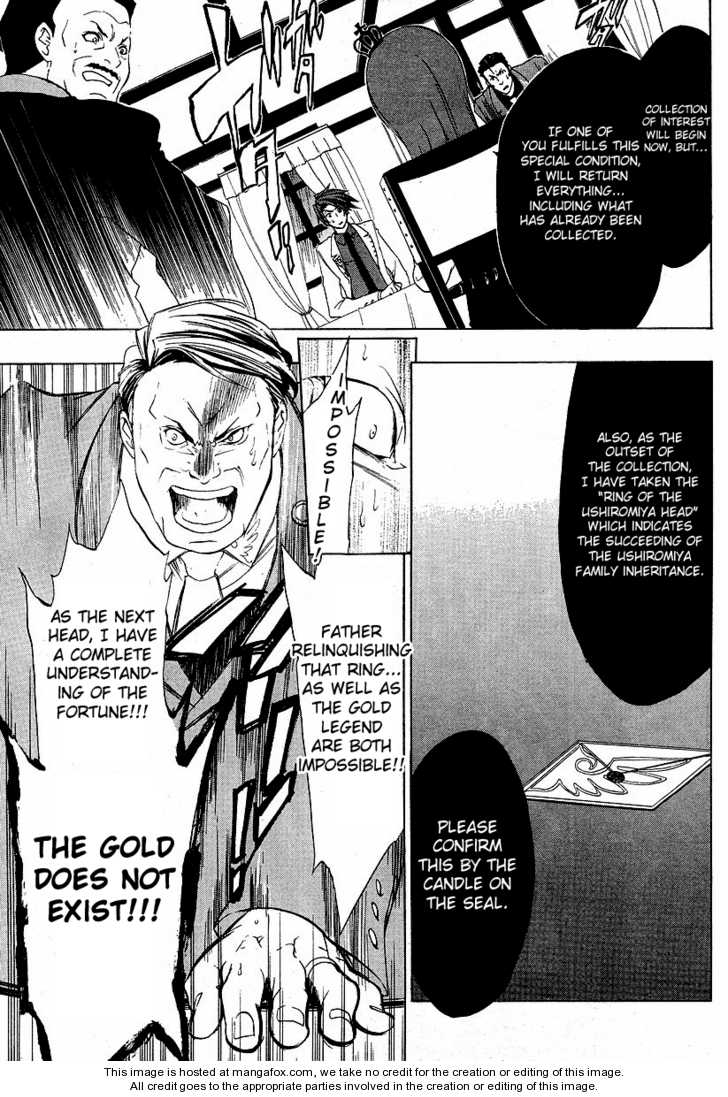 COLLECTION
OF INTEREST
WILL BEGIN
NOW, BUT...
IF ONE OF
YOU FULFILLS THIS
SPECIAL CONDITION,
I WILL RETURN
EVERYTHING...
INCLUDING WHAT
HAS ALREADY BEEN
COLLECTED.
ALSO, AS THE
OUTSET OF
THE COLLECTION,
I HAVE TAKEN THE
"RING OF THE
USHIROMIYA HEAD"
WHICH INDICATES
THE SUCCEEDING OF
THE USHIROMIYA
FAMILY INHERITANCE.
PLEASE
CONFIRM
THIS BY THE
CANDLE ON
THE SEAL.
IMPOSSIBLE!
FATHER
RELINQUISHING
THAT RING...
AS WELL AS
THE GOLD
LEGEND
ARE BOTH
IMPOSSIBLE!!
AS THE NEXT
HEAD, I HAVE
A COMPLETE
UNDERSTAND-
ING OF THE
FORTUNE!!!
THE GOLD
DOES NOT
EXIST!!!
This image is hosted at mangafox.com, we take no credit for the creation or editing of this image.
All credit goes to the appropriate parties involved in the creation or editing of this image.